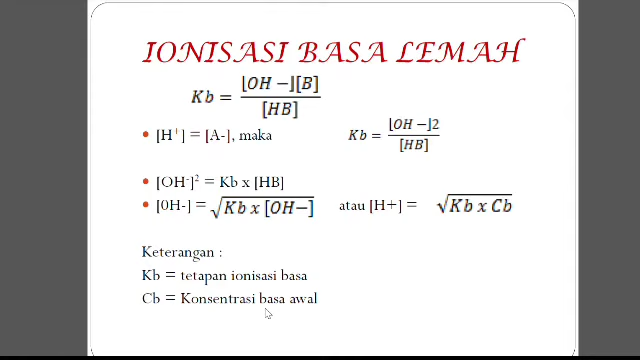 IONISASI BASA LEMAH
Kb = ⌊OH −⌋[B] / [HB]
• [H⁺] = [A-], maka Kb = ⌊OH −⌋2 / [HB]
• [OH⁻]² = Kb x [HB]
• [0H-] = √(Kb x [OH−]) atau [H+] = √(Kb x Cb)
Keterangan :
Kb = tetapan ionisasi basa
Cb = Konsentrasi basa awal